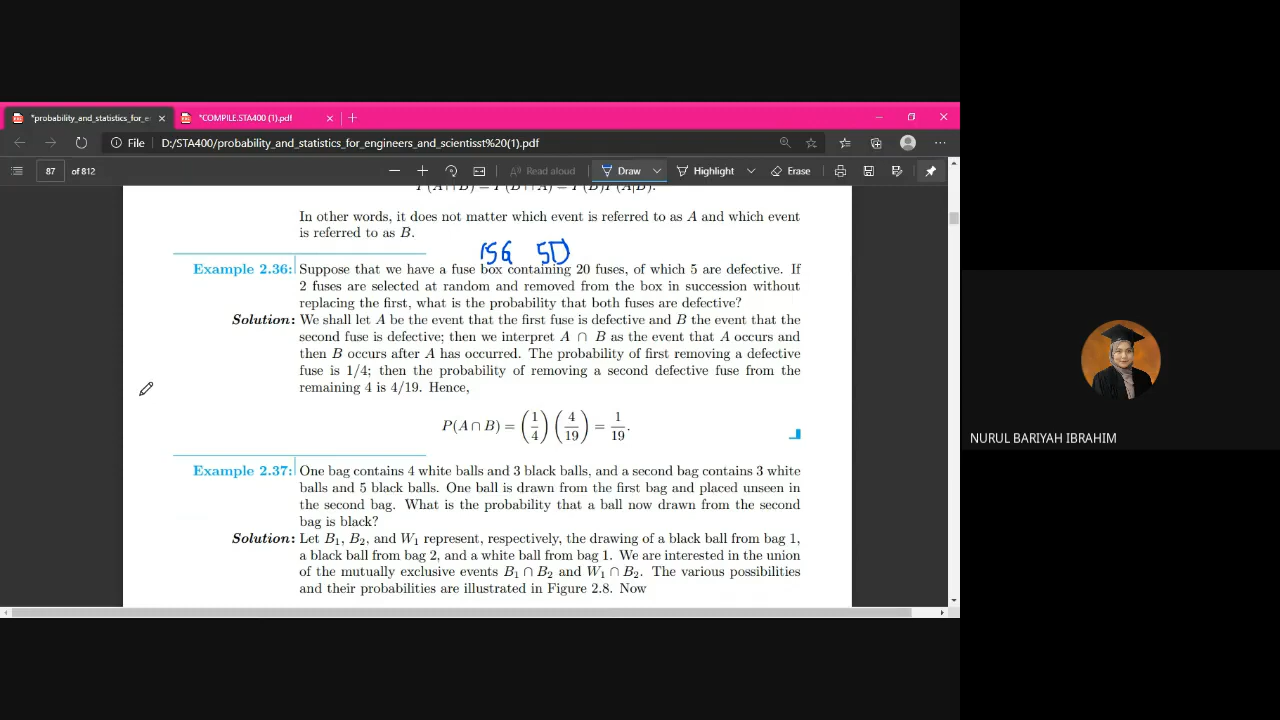 *probability_and_statistics_for_e
*COMPILE.STA400 (1).pdf
File D:/STA400/probability_and_statistics_for_engineers_and_scientisst%20(1).pdf
87 of 812 Read aloud Draw Highlight Erase
P(A ∩ B) = P(B ∩ A) = P(B)P(A|B).
In other words, it does not matter which event is referred to as A and which event
is referred to as B.
15G 5D
Example 2.36: Suppose that we have a fuse box containing 20 fuses, of which 5 are defective. If
2 fuses are selected at random and removed from the box in succession without
replacing the first, what is the probability that both fuses are defective?
Solution: We shall let A be the event that the first fuse is defective and B the event that the
second fuse is defective; then we interpret A ∩ B as the event that A occurs and
then B occurs after A has occurred. The probability of first removing a defective
fuse is 1/4; then the probability of removing a second defective fuse from the
remaining 4 is 4/19. Hence,
P(A ∩ B) = (1/4) (4/19) = 1/19.
Example 2.37: One bag contains 4 white balls and 3 black balls, and a second bag contains 3 white
balls and 5 black balls. One ball is drawn from the first bag and placed unseen in
the second bag. What is the probability that a ball now drawn from the second
bag is black?
Solution: Let B₁, B₂, and W₁ represent, respectively, the drawing of a black ball from bag 1,
a black ball from bag 2, and a white ball from bag 1. We are interested in the union
of the mutually exclusive events B₁ ∩ B₂ and W₁ ∩ B₂. The various possibilities
and their probabilities are illustrated in Figure 2.8. Now
NURUL BARIYAH IBRAHIM